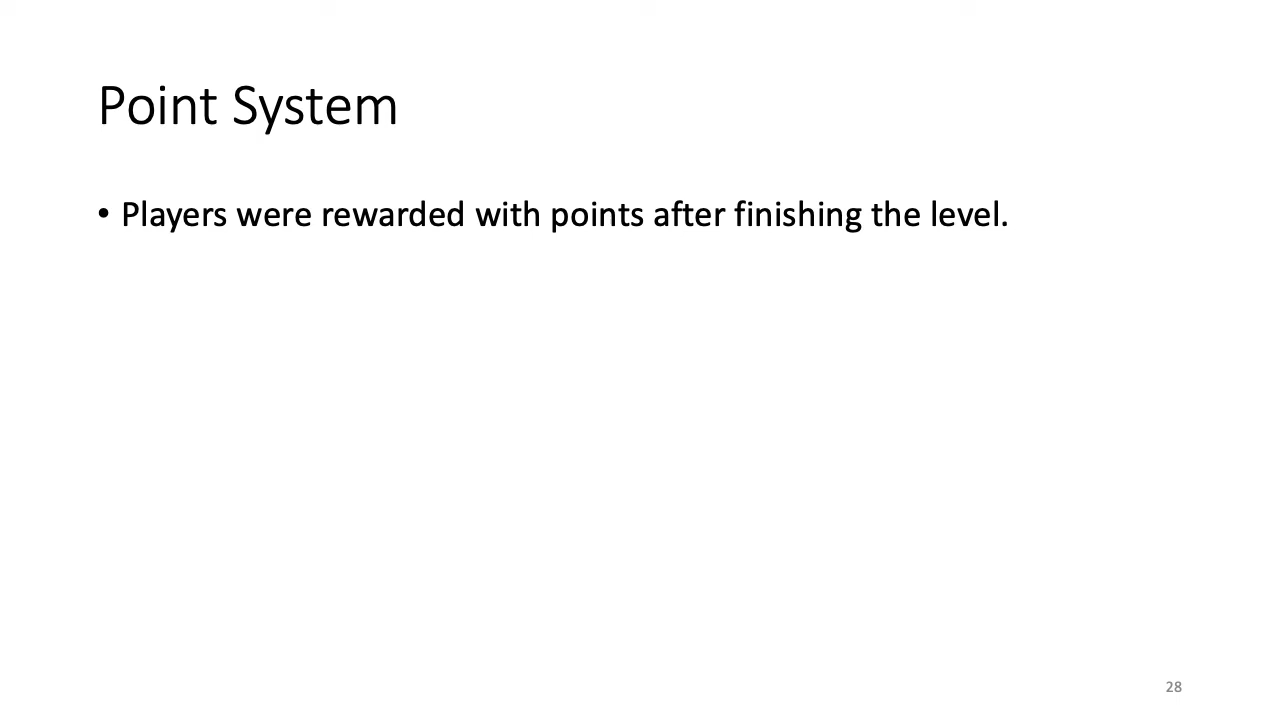 Point System
• Players were rewarded with points after finishing the level.
28